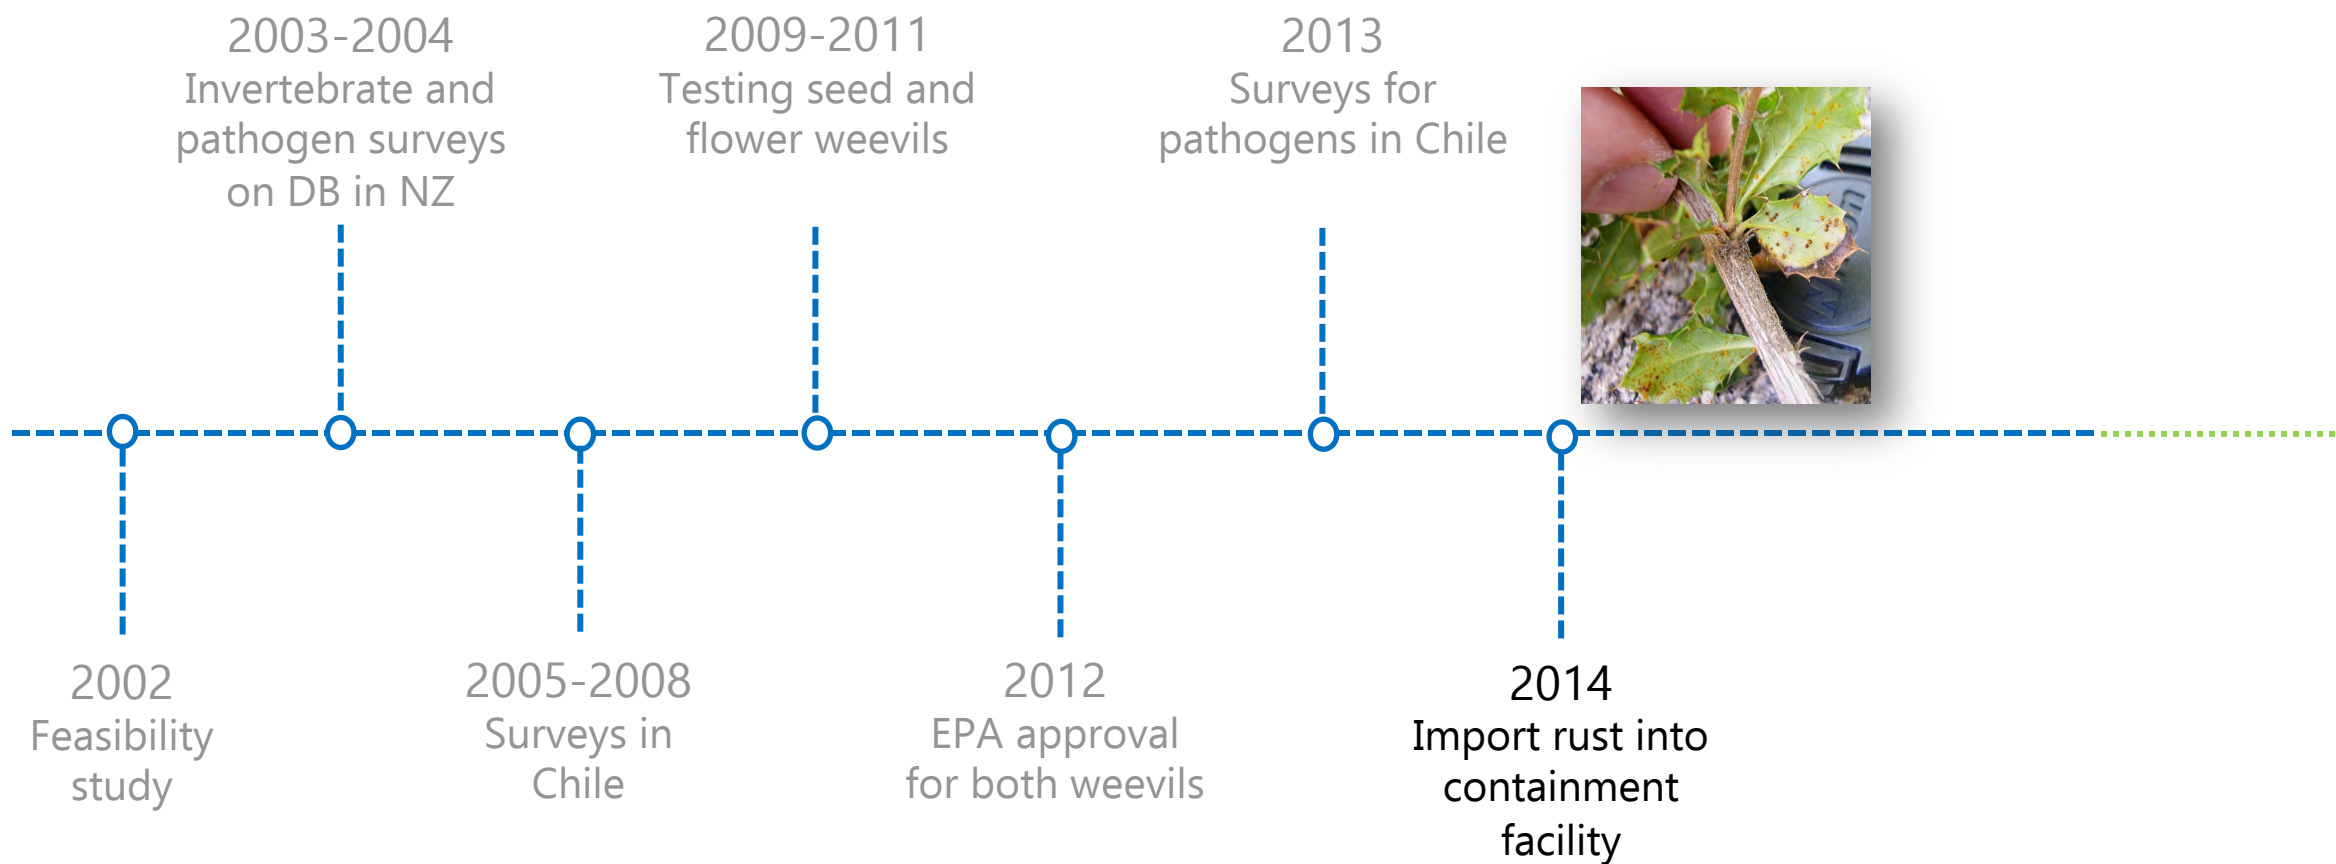 2003-2004
Invertebrate and
pathogen surveys
on DB in NZ
2009-2011
Testing seed and
flower weevils
2013
Surveys for
pathogens in Chile
2002
Feasibility
study
2005-2008
Surveys in
Chile
2012
EPA approval
for both weevils
2014
Import rust into
containment
facility